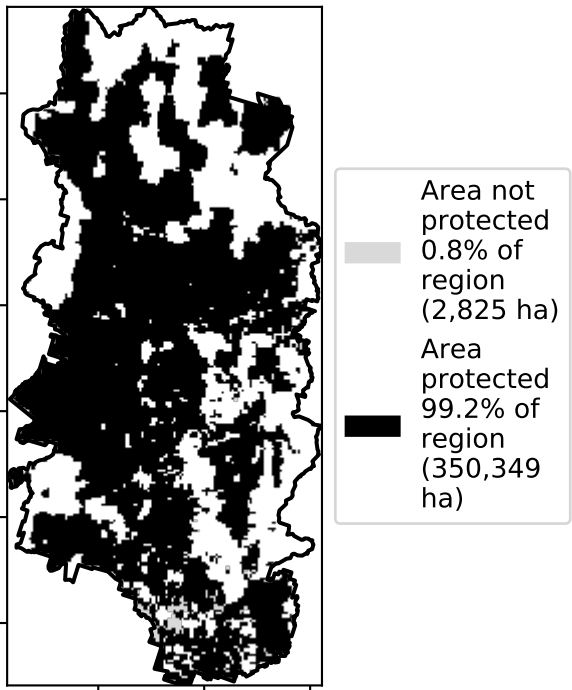 Area not
protected
0.8% of
region
(2,825 ha)
Area
protected
99.2% of
region
(350,349
ha)